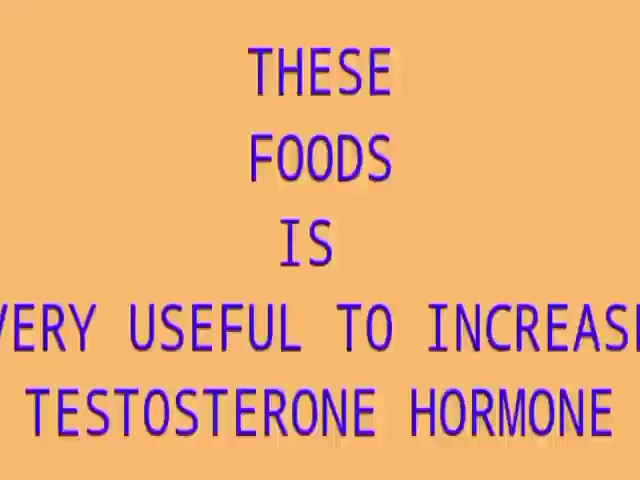 THESE
FOODS
IS
VERY USEFUL TO INCREASE
TESTOSTERONE HORMONE